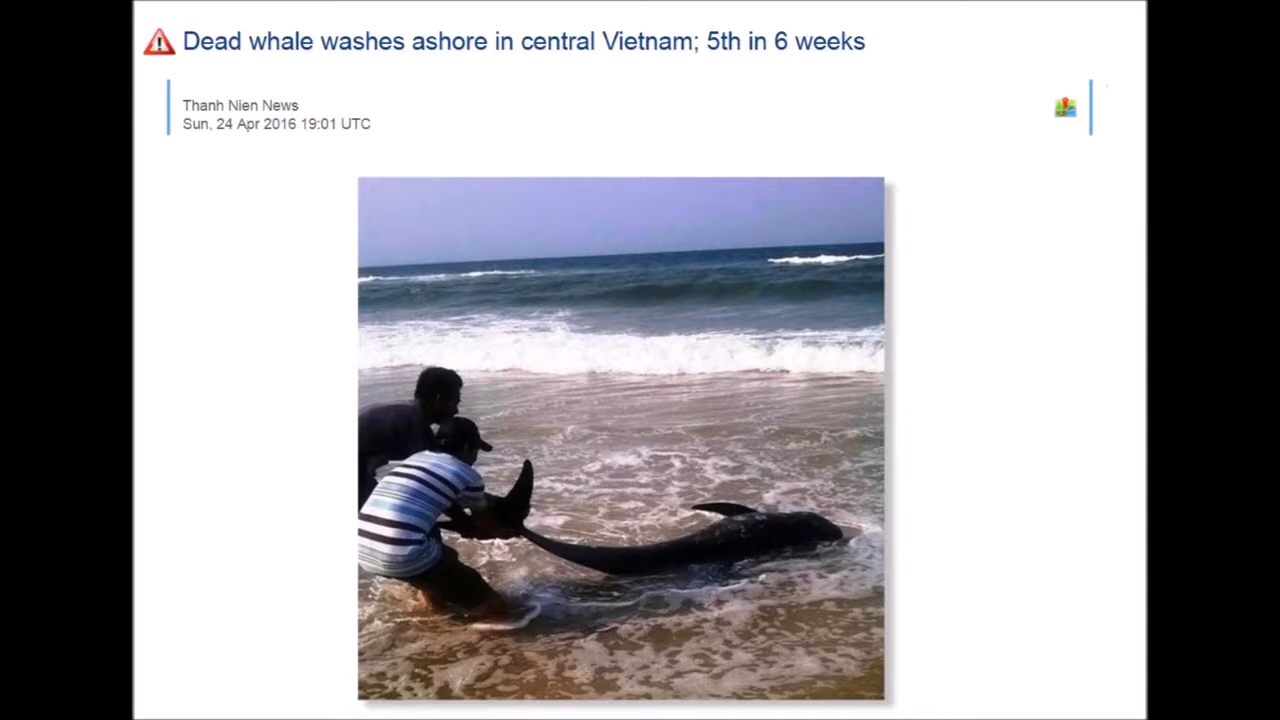 Dead whale washes ashore in central Vietnam; 5th in 6 weeks
Thanh Nien News
Sun, 24 Apr 2016 19:01 UTC